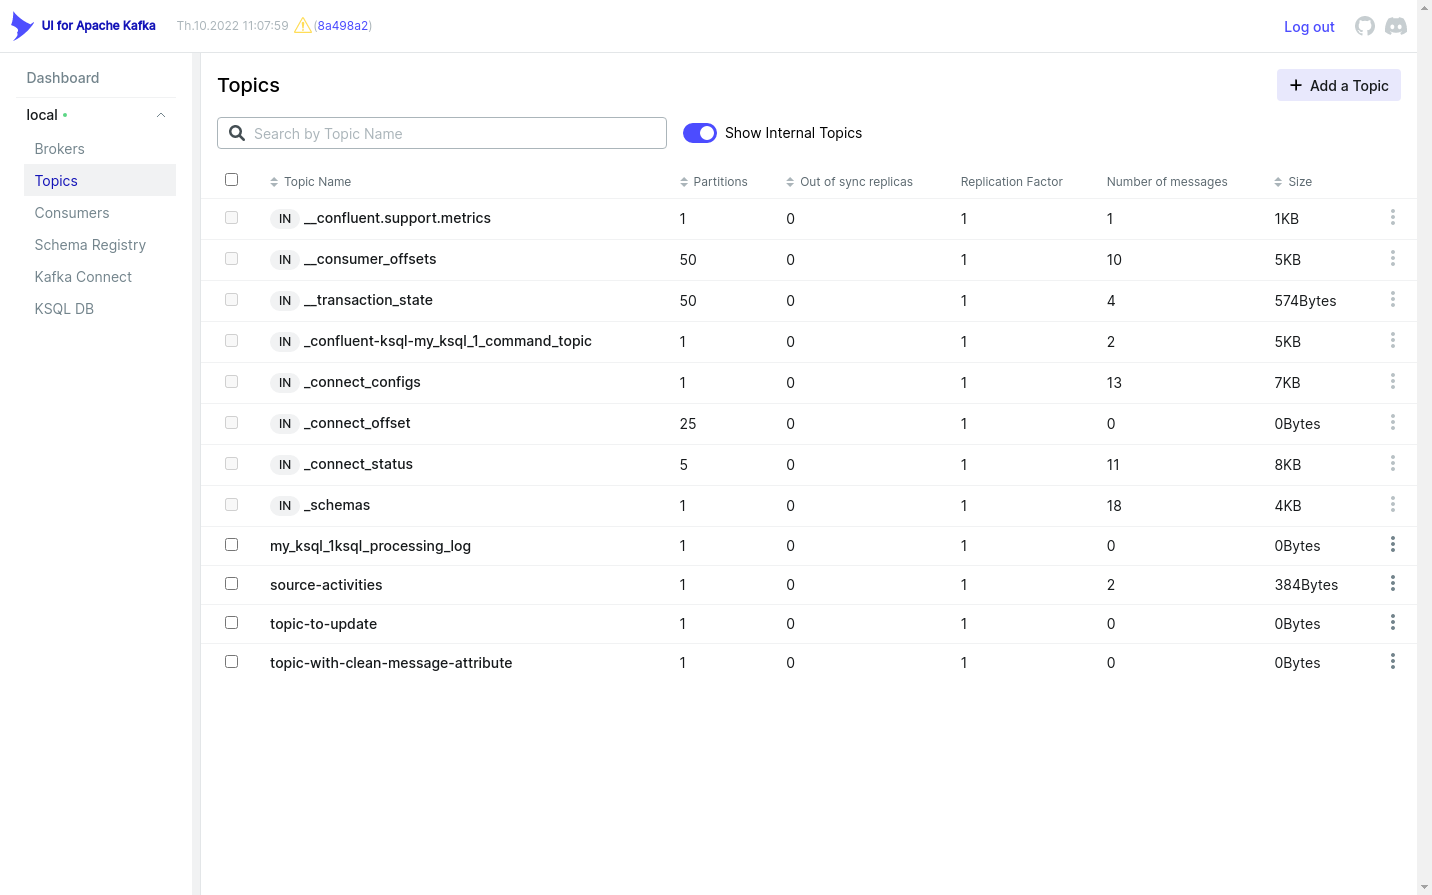 UI for Apache Kafka Th.10.2022 11:07:59 (8a498a2) Log out
Dashboard
local
Brokers
Topics
Consumers
Schema Registry
Kafka Connect
KSQL DB
Topics
Add a Topic
Search by Topic Name Show Internal Topics
Topic Name Partitions Out of sync replicas Replication Factor Number of messages Size
IN __confluent.support.metrics 1 0 1 1 1KB
IN __consumer_offsets 50 0 1 10 5KB
IN __transaction_state 50 0 1 4 574Bytes
IN _confluent-ksql-my_ksql_1_command_topic 1 0 1 2 5KB
IN _connect_configs 1 0 1 13 7KB
IN _connect_offset 25 0 1 0 0Bytes
IN _connect_status 5 0 1 11 8KB
IN _schemas 1 0 1 18 4KB
my_ksql_1ksql_processing_log 1 0 1 0 0Bytes
source-activities 1 0 1 2 384Bytes
topic-to-update 1 0 1 0 0Bytes
topic-with-clean-message-attribute 1 0 1 0 0Bytes